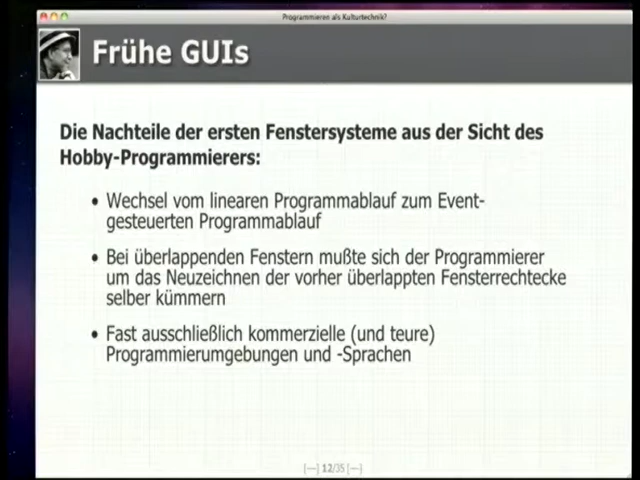 Programmieren als Kulturtechnik?
Frühe GUIs
Die Nachteile der ersten Fenstersysteme aus der Sicht des
Hobby-Programmierers:
• Wechsel vom linearen Programmablauf zum Event-
gesteuerten Programmablauf
• Bei überlappenden Fenstern mußte sich der Programmierer
um das Neuzeichnen der vorher überlappten Fensterrechtecke
selber kümmern
• Fast ausschließlich kommerzielle (und teure)
Programmierumgebungen und -Sprachen
[—] 12/35 [—]